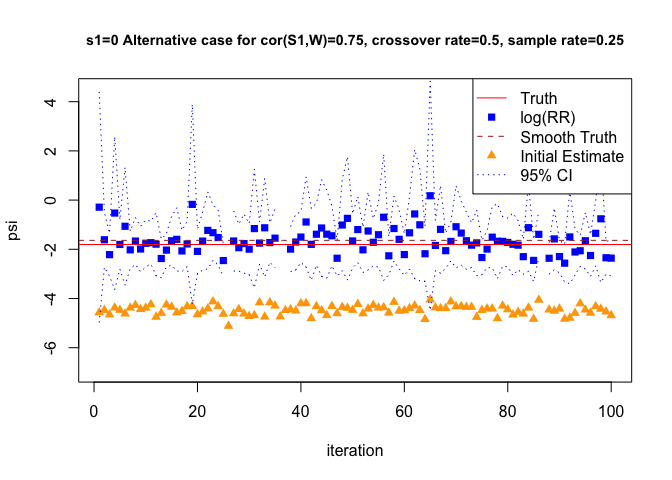 s1=0 Alternative case for cor(S1,W)=0.75, crossover rate=0.5, sample rate=0.25
Truth
log(RR)
Smooth Truth
Initial Estimate
95% CI
4
2
0
-2
-4
-6
psi
0 20 40 60 80 100
iteration